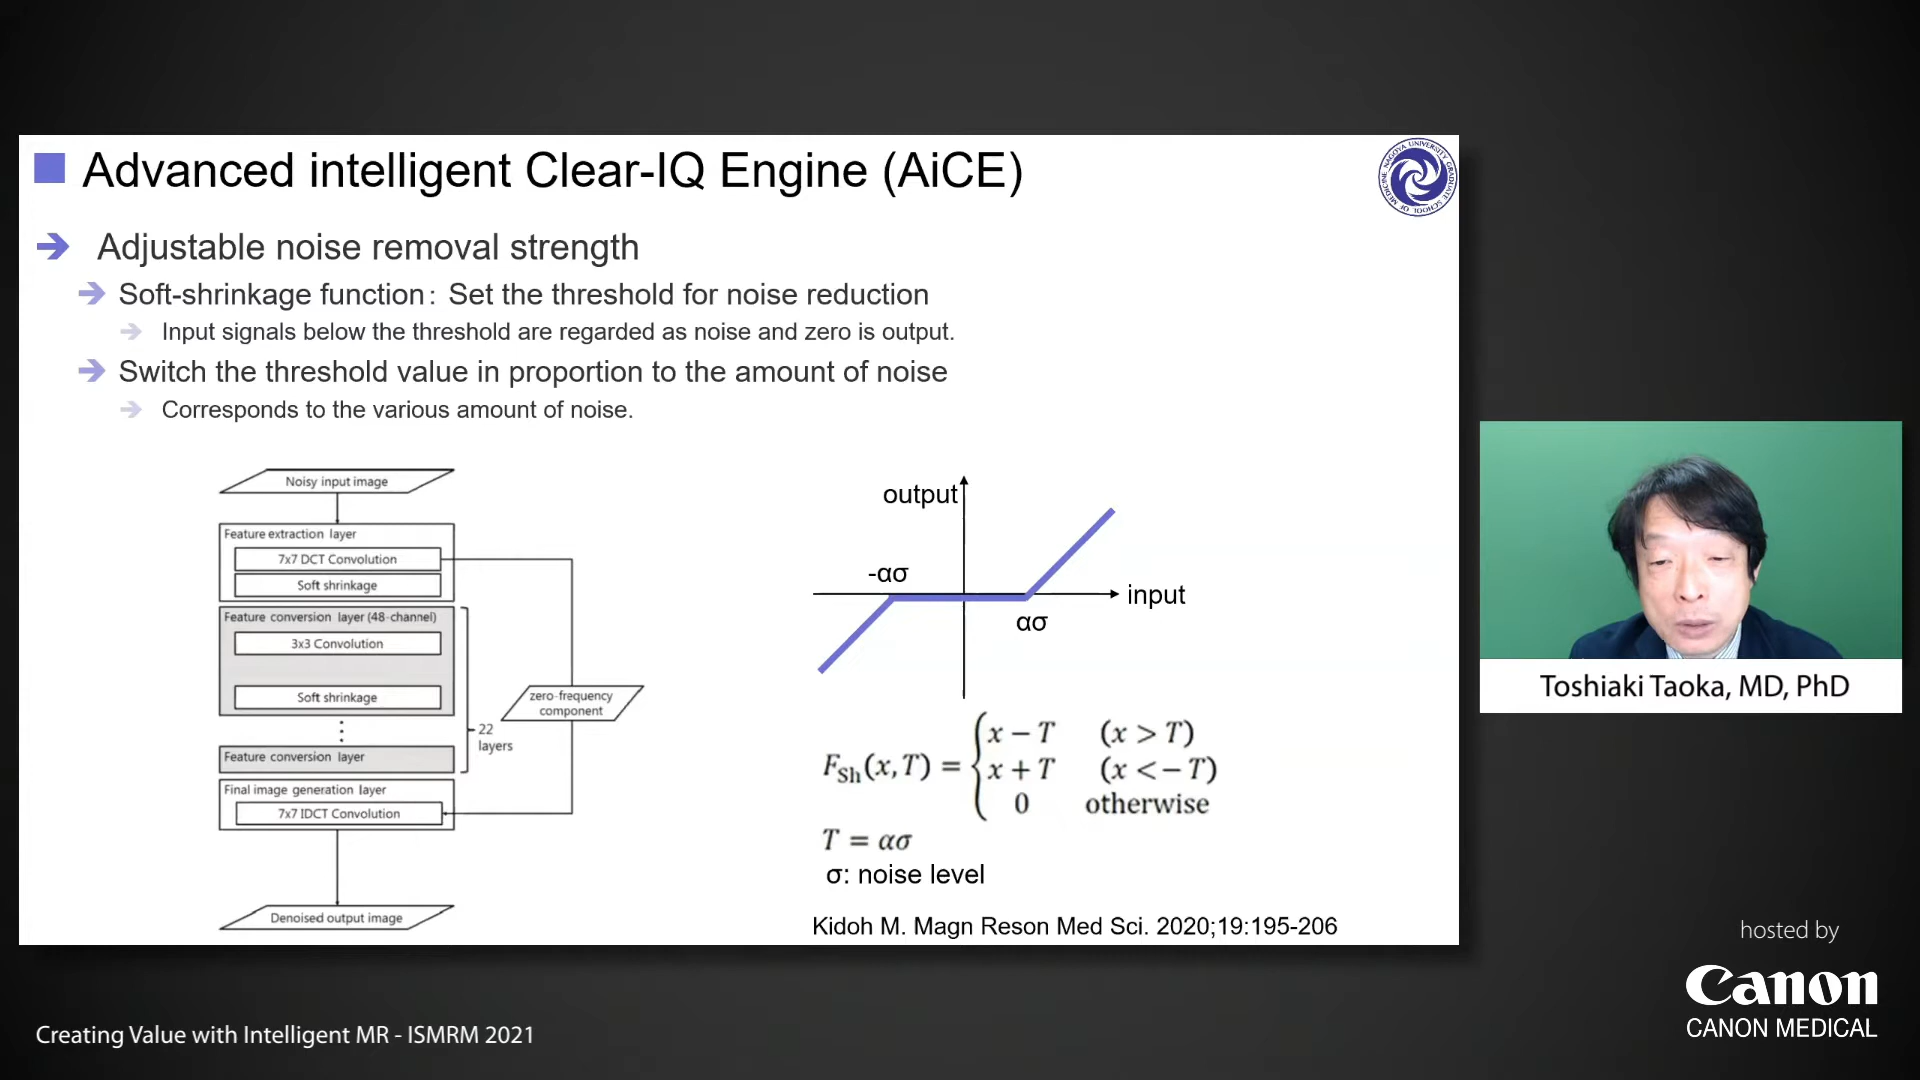 Advanced intelligent Clear-IQ Engine (AiCE)
NAGOYA UNIVERSITY GRADUATE SCHOOL OF MEDICINE
Adjustable noise removal strength
Soft-shrinkage function: Set the threshold for noise reduction
Input signals below the threshold are regarded as noise and zero is output.
Switch the threshold value in proportion to the amount of noise
Corresponds to the various amount of noise.
Noisy input image
Feature extraction layer
7x7 DCT Convolution
Soft shrinkage
Feature conversion layer (48-channel)
3x3 Convolution
Soft shrinkage
⋮
Feature conversion layer
22
layers
zero-frequency
component
Final image generation layer
7x7 IDCT Convolution
Denoised output image
output
-ασ
input
ασ
F_Sh(x,T) = { x − T (x > T)
x + T (x < − T)
0 otherwise
T = ασ
σ: noise level
Kidoh M. Magn Reson Med Sci. 2020;19:195-206
Toshiaki Taoka, MD, PhD
hosted by
Canon
CANON MEDICAL
Creating Value with Intelligent MR - ISMRM 2021